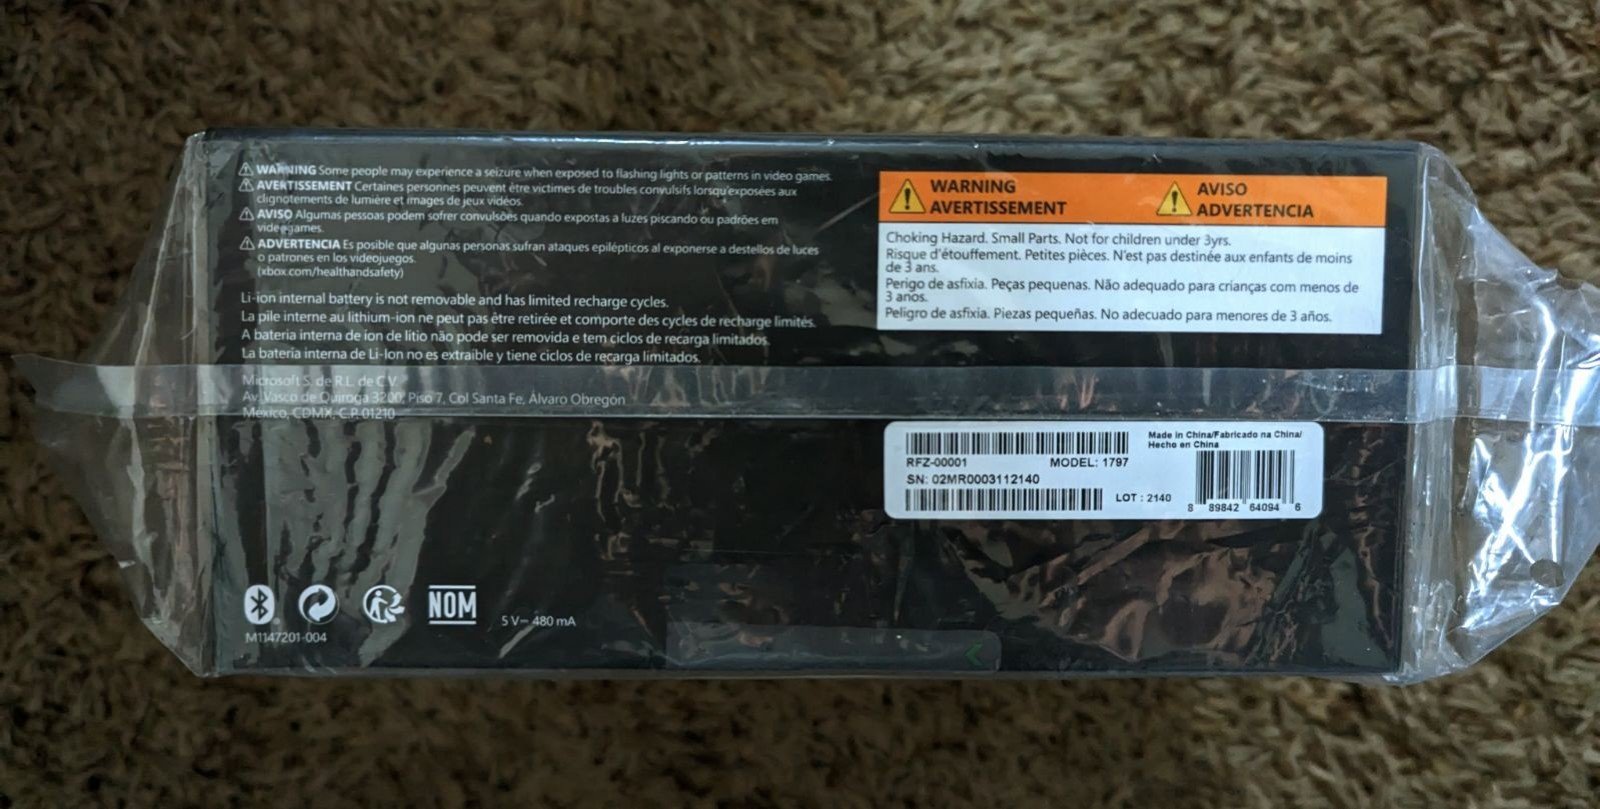 WARNING Some people may experience a seizure when exposed to flashing lights or patterns in video games.
AVERTISSEMENT Certaines personnes peuvent être victimes de troubles convulsifs lorsqu'exposées aux
clignotements de lumière et images de jeux vidéos.
AVISO Algumas pessoas podem sofrer convulsões quando expostas a luzes piscando ou padrões em
videogames.
ADVERTENCIA Es posible que algunas personas sufran ataques epilépticos al exponerse a destellos de luces
o patrones en los videojuegos.
(xbox.com/healthandsafety)
Li-ion internal battery is not removable and has limited recharge cycles.
La pile interne au lithium-ion ne peut pas être retirée et comporte des cycles de recharge limités.
A bateria interna de íon de lítio não pode ser removida e tem ciclos de recarga limitados.
La batería interna de Li-Ion no es extraíble y tiene ciclos de recarga limitados.
Microsoft S. de R.L. de C.V.
Av. Vasco de Quiroga 3200, Piso 7, Col Santa Fe, Álvaro Obregón
México, CDMX, C.P. 01210
WARNING
AVERTISSEMENT
AVISO
ADVERTENCIA
Choking Hazard. Small Parts. Not for children under 3yrs.
Risque d'étouffement. Petites pièces. N'est pas destinée aux enfants de moins
de 3 ans.
Perigo de asfixia. Peças pequenas. Não adequado para crianças com menos de
3 anos.
Peligro de asfixia. Piezas pequeñas. No adecuado para menores de 3 años.
Made in China/Fabricado na China/
Hecho en China
RFZ-00001 MODEL: 1797
SN: 02MR0003112140
LOT : 2140
8 89842 64094 6
NOM
5 V⎓ 480 mA
M1147201-004